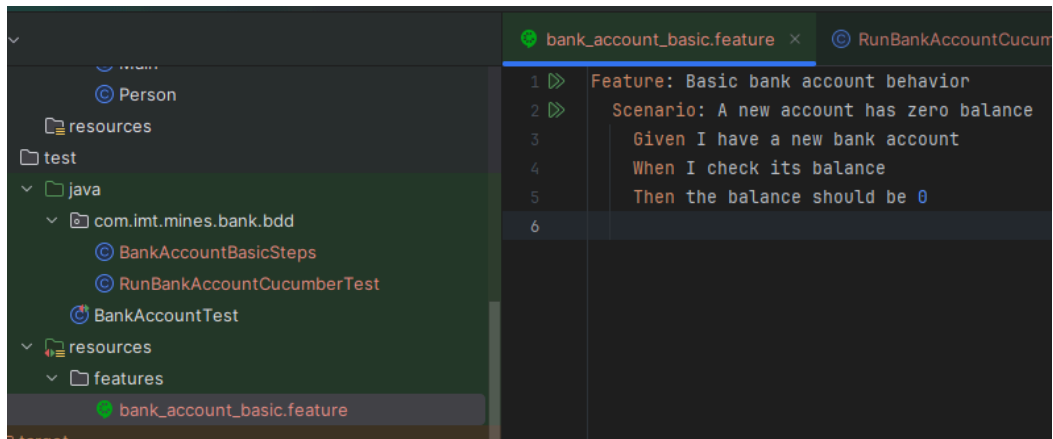 Person
resources
test
java
com.imt.mines.bank.bdd
BankAccountBasicSteps
RunBankAccountCucumberTest
BankAccountTest
resources
features
bank_account_basic.feature
bank_account_basic.feature
RunBankAccountCucum
1 Feature: Basic bank account behavior
2 Scenario: A new account has zero balance
3 Given I have a new bank account
4 When I check its balance
5 Then the balance should be 0
6